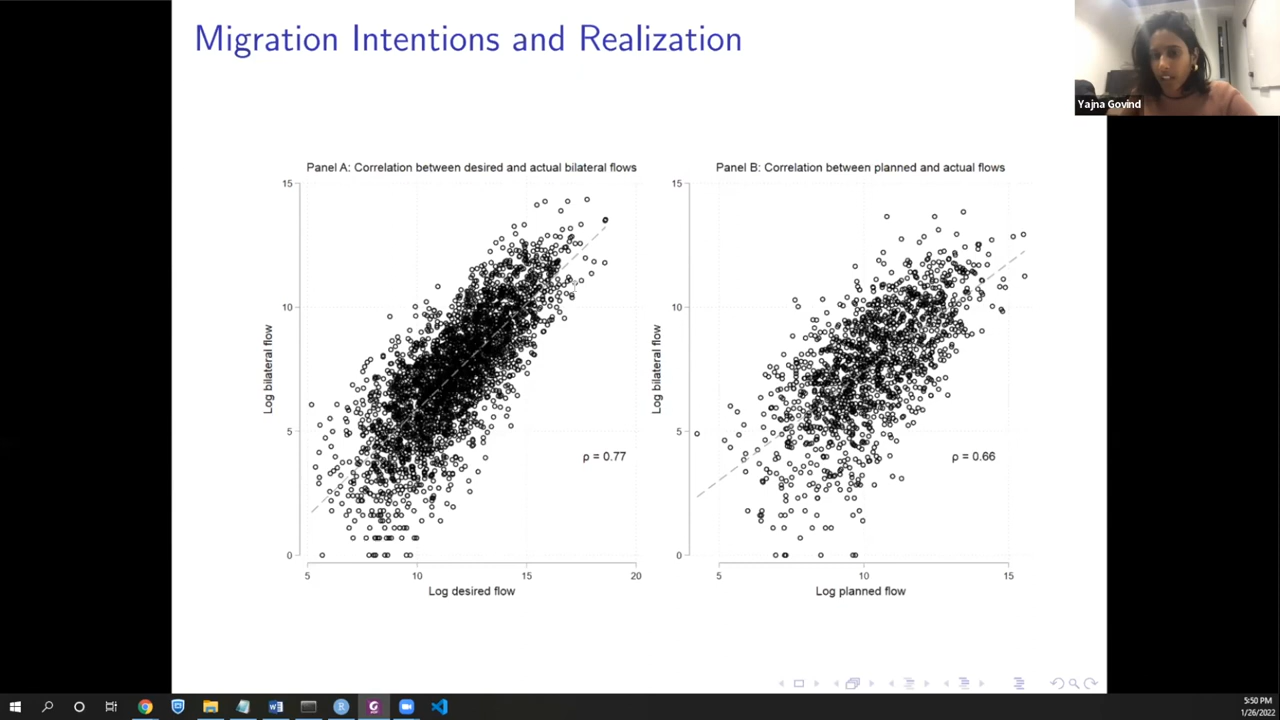 Migration Intentions and Realization
Yajna Govind
Panel A: Correlation between desired and actual bilateral flows
15
10
5
0
Log bilateral flow
ρ = 0.77
5 10 15 20
Log desired flow
Panel B: Correlation between planned and actual flows
15
10
5
0
Log bilateral flow
ρ = 0.66
5 10 15
Log planned flow
5:50 PM
1/26/2022